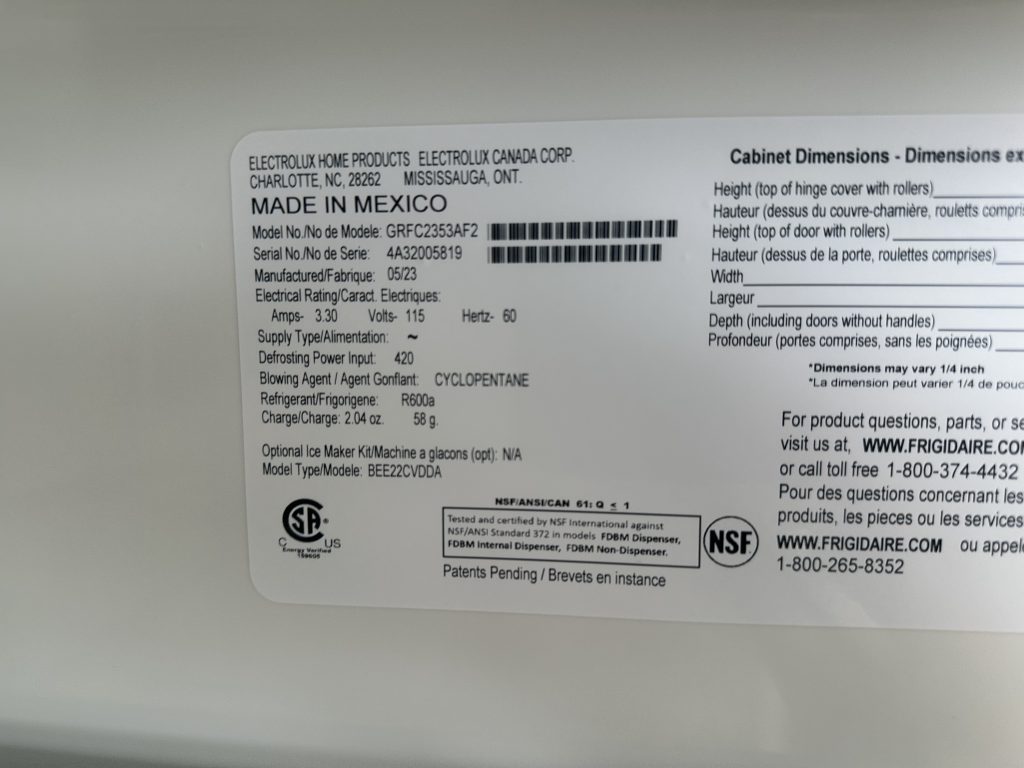 ELECTROLUX HOME PRODUCTS ELECTROLUX CANADA CORP.
CHARLOTTE, NC, 28262 MISSISSAUGA, ONT.
MADE IN MEXICO
Model No./No de Modele: GRFC2353AF2
Serial No./No de Serie: 4A32005819
Manufactured/Fabrique: 05/23
Electrical Rating/Caract. Electriques:
Amps- 3.30 Volts- 115 Hertz- 60
Supply Type/Alimentation: ~
Defrosting Power Input: 420
Blowing Agent / Agent Gonflant: CYCLOPENTANE
Refrigerant/Frigorigene: R600a
Charge/Charge: 2.04 oz. 58 g.
Optional Ice Maker Kit/Machine a glacons (opt): N/A
Model Type/Modele: BEE22CVDDA
SA
C US
Energy Verified
NSF/ANSI/CAN 61: Q ≤ 1
Tested and certified by NSF International against
NSF/ANSI Standard 372 in models FDBM Dispenser,
FDBM Internal Dispenser, FDBM Non-Dispenser.
NSF
Patents Pending / Brevets en instance
Cabinet Dimensions - Dimensions ex
Height (top of hinge cover with rollers)
Hauteur (dessus du couvre-charnière, rouletts compri
Height (top of door with rollers)
Hauteur (dessus de la porte, roulettes comprises)
Width
Largeur
Depth (including doors without handles)
Profondeur (portes comprises, sans les poignées)
*Dimensions may vary 1/4 inch
*La dimension peut varier 1/4 de pouc
For product questions, parts, or se
visit us at, WWW.FRIGIDAIRE.CO
or call toll free 1-800-374-4432
Pour des questions concernant les
produits, les pieces ou les services
WWW.FRIGIDAIRE.COM ou appel
1-800-265-8352